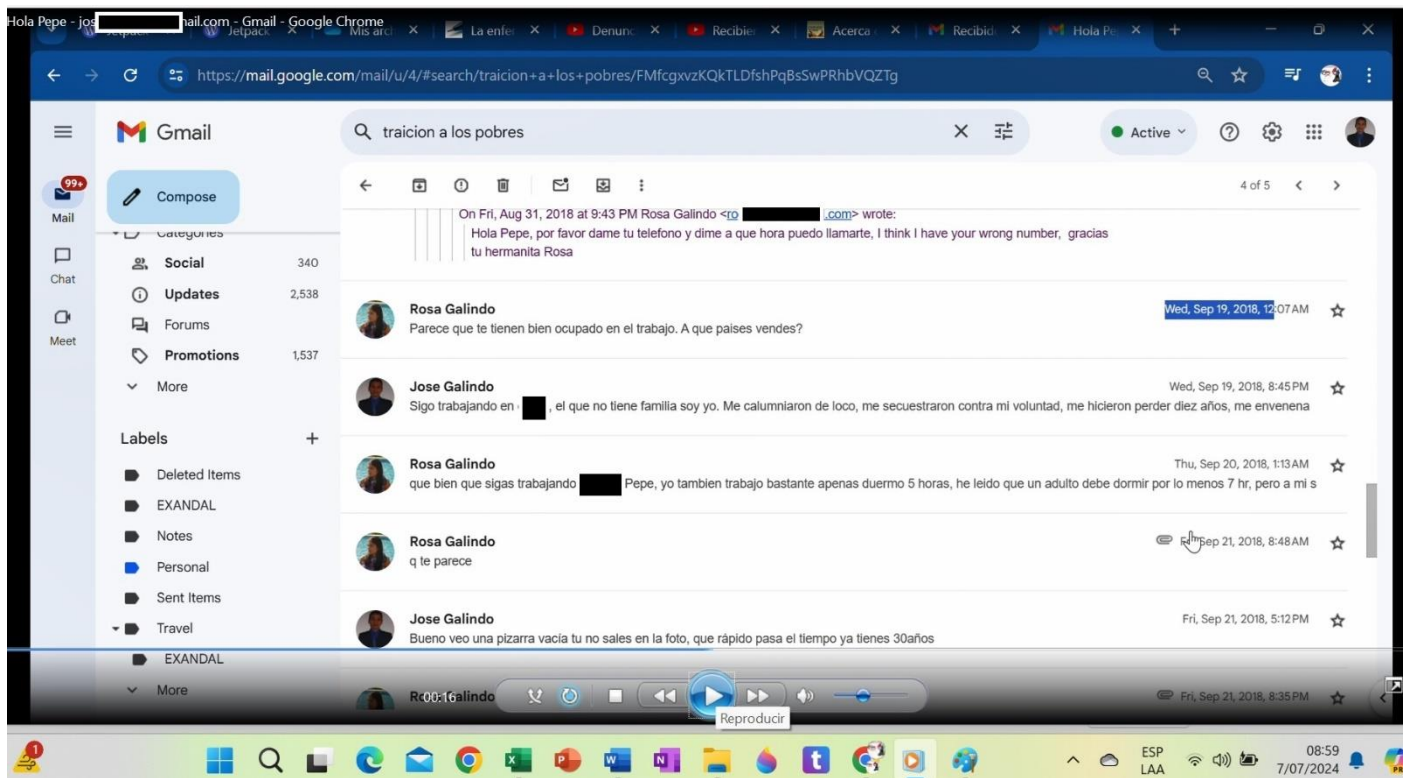 Hola Pepe - jos mail.com - Gmail - Google Chrome
Jetpack Mis arch La enfer Denunc Recibier Acerca Recibid Hola Pe
https://mail.google.com/mail/u/4/#search/traicion+a+los+pobres/FMfcgxvzKQkTLDfshPqBsSwPRhbVQZTg
Gmail
traicion a los pobres
Active
99+
Mail
Chat
Meet
Compose
Categories
Social 340
Updates 2,538
Forums
Promotions 1,537
More
Labels
Deleted Items
EXANDAL
Notes
Personal
Sent Items
Travel
EXANDAL
More
4 of 5
On Fri, Aug 31, 2018 at 9:43 PM Rosa Galindo <ro .com> wrote:
Hola Pepe, por favor dame tu telefono y dime a que hora puedo llamarte, I think I have your wrong number, gracias
tu hermanita Rosa
Rosa Galindo Wed, Sep 19, 2018, 12:07 AM
Parece que te tienen bien ocupado en el trabajo. A que paises vendes?
Jose Galindo Wed, Sep 19, 2018, 8:45 PM
Sigo trabajando en , el que no tiene familia soy yo. Me calumniaron de loco, me secuestraron contra mi voluntad, me hicieron perder diez años, me envenena
Rosa Galindo Thu, Sep 20, 2018, 1:13 AM
que bien que sigas trabajando Pepe, yo tambien trabajo bastante apenas duermo 5 horas, he leido que un adulto debe dormir por lo menos 7 hr, pero a mi s
Rosa Galindo Sep 21, 2018, 8:48 AM
q te parece
Jose Galindo Fri, Sep 21, 2018, 5:12 PM
Bueno veo una pizarra vacía tu no sales en la foto, que rápido pasa el tiempo ya tienes 30años
Galindo Fri, Sep 21, 2018, 8:35 PM
00:16
Reproducir
1
ESP
LAA
08:59
7/07/2024